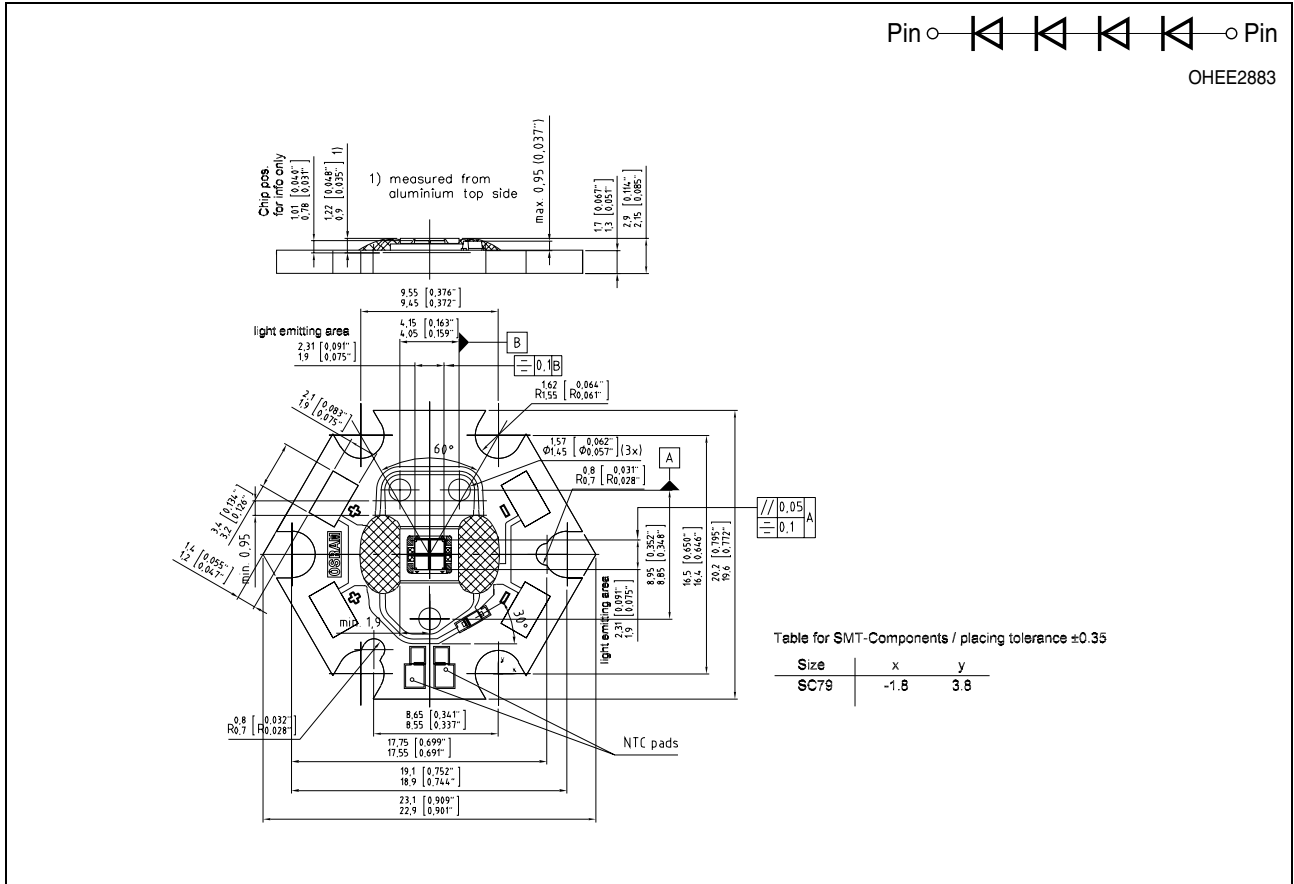 Pin
Pin
OHEE2883
Chip pos.
for info only
1,01 [0,040"]
0,78 [0,031"]
1,22 [0,048"] 1)
0,9 [0,035"]
1) measured from
aluminium top side
max. 0,95 (0,037")
1,7 [0,067"]
1,3 [0,051"]
2,9 [0,114"]
2,15 [0,085"]
9,55 [0,376"]
9,45 [0,372"]
4,15 [0,163"]
4,05 [0,159"]
light emitting area
2,31 [0,091"]
1,9 [0,075"]
B
0,1 B
1,62 [0,064"]
R1,55 [R0,061"]
2,1 [0,083"]
1,9 [0,075"]
60°
1,57 [0,062"]
Ø1,45 [Ø0,057"] (3x)
0,8 [0,031"]
R0,7 [R0,028"]
A
// 0,05
0,1
A
3,4 [0,134"]
3,2 [0,126"]
min. 0,95
1,4 [0,055"]
1,2 [0,047"]
OSRAM
8,95 [0,352"]
8,85 [0,348"]
16,5 [0,650"]
16,4 [0,646"]
20,2 [0,795"]
19,6 [0,772"]
light emitting area
2,31 [0,091"]
1,9 [0,075"]
min. 1,9
30°
y
x
Table for SMT-Components / placing tolerance ±0.35
Size x y
SC79 -1.8 3.8
0,8 [0,032"]
R0,7 [R0,028"]
8,65 [0,341"]
8,55 [0,337"]
NTC pads
17,75 [0,699"]
17,55 [0,691"]
19,1 [0,752"]
18,9 [0,744"]
23,1 [0,909"]
22,9 [0,901"]